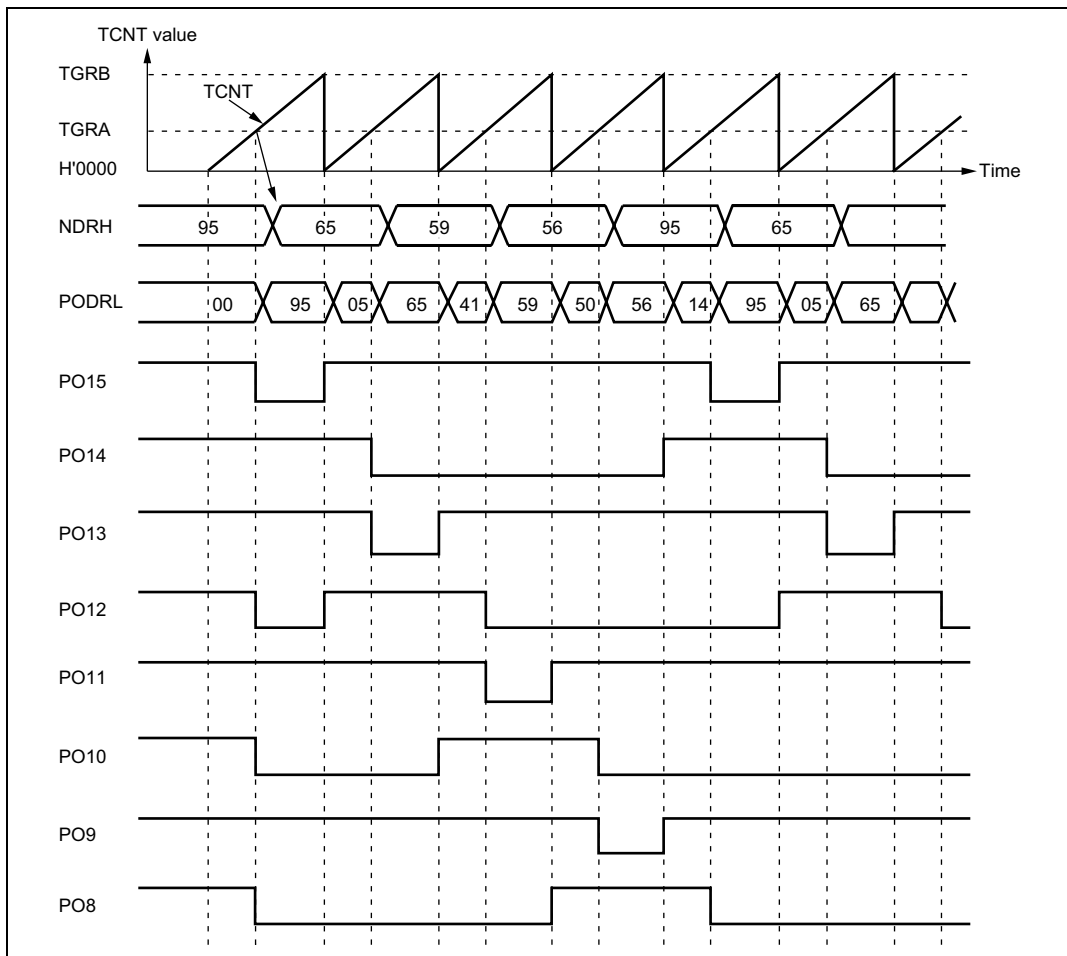 TCNT value
TGRB
TCNT
TGRA
H'0000
Time
NDRH
95 65 59 56 95 65
PODRL
00 95 05 65 41 59 50 56 14 95 05 65
PO15
PO14
PO13
PO12
PO11
PO10
PO9
PO8